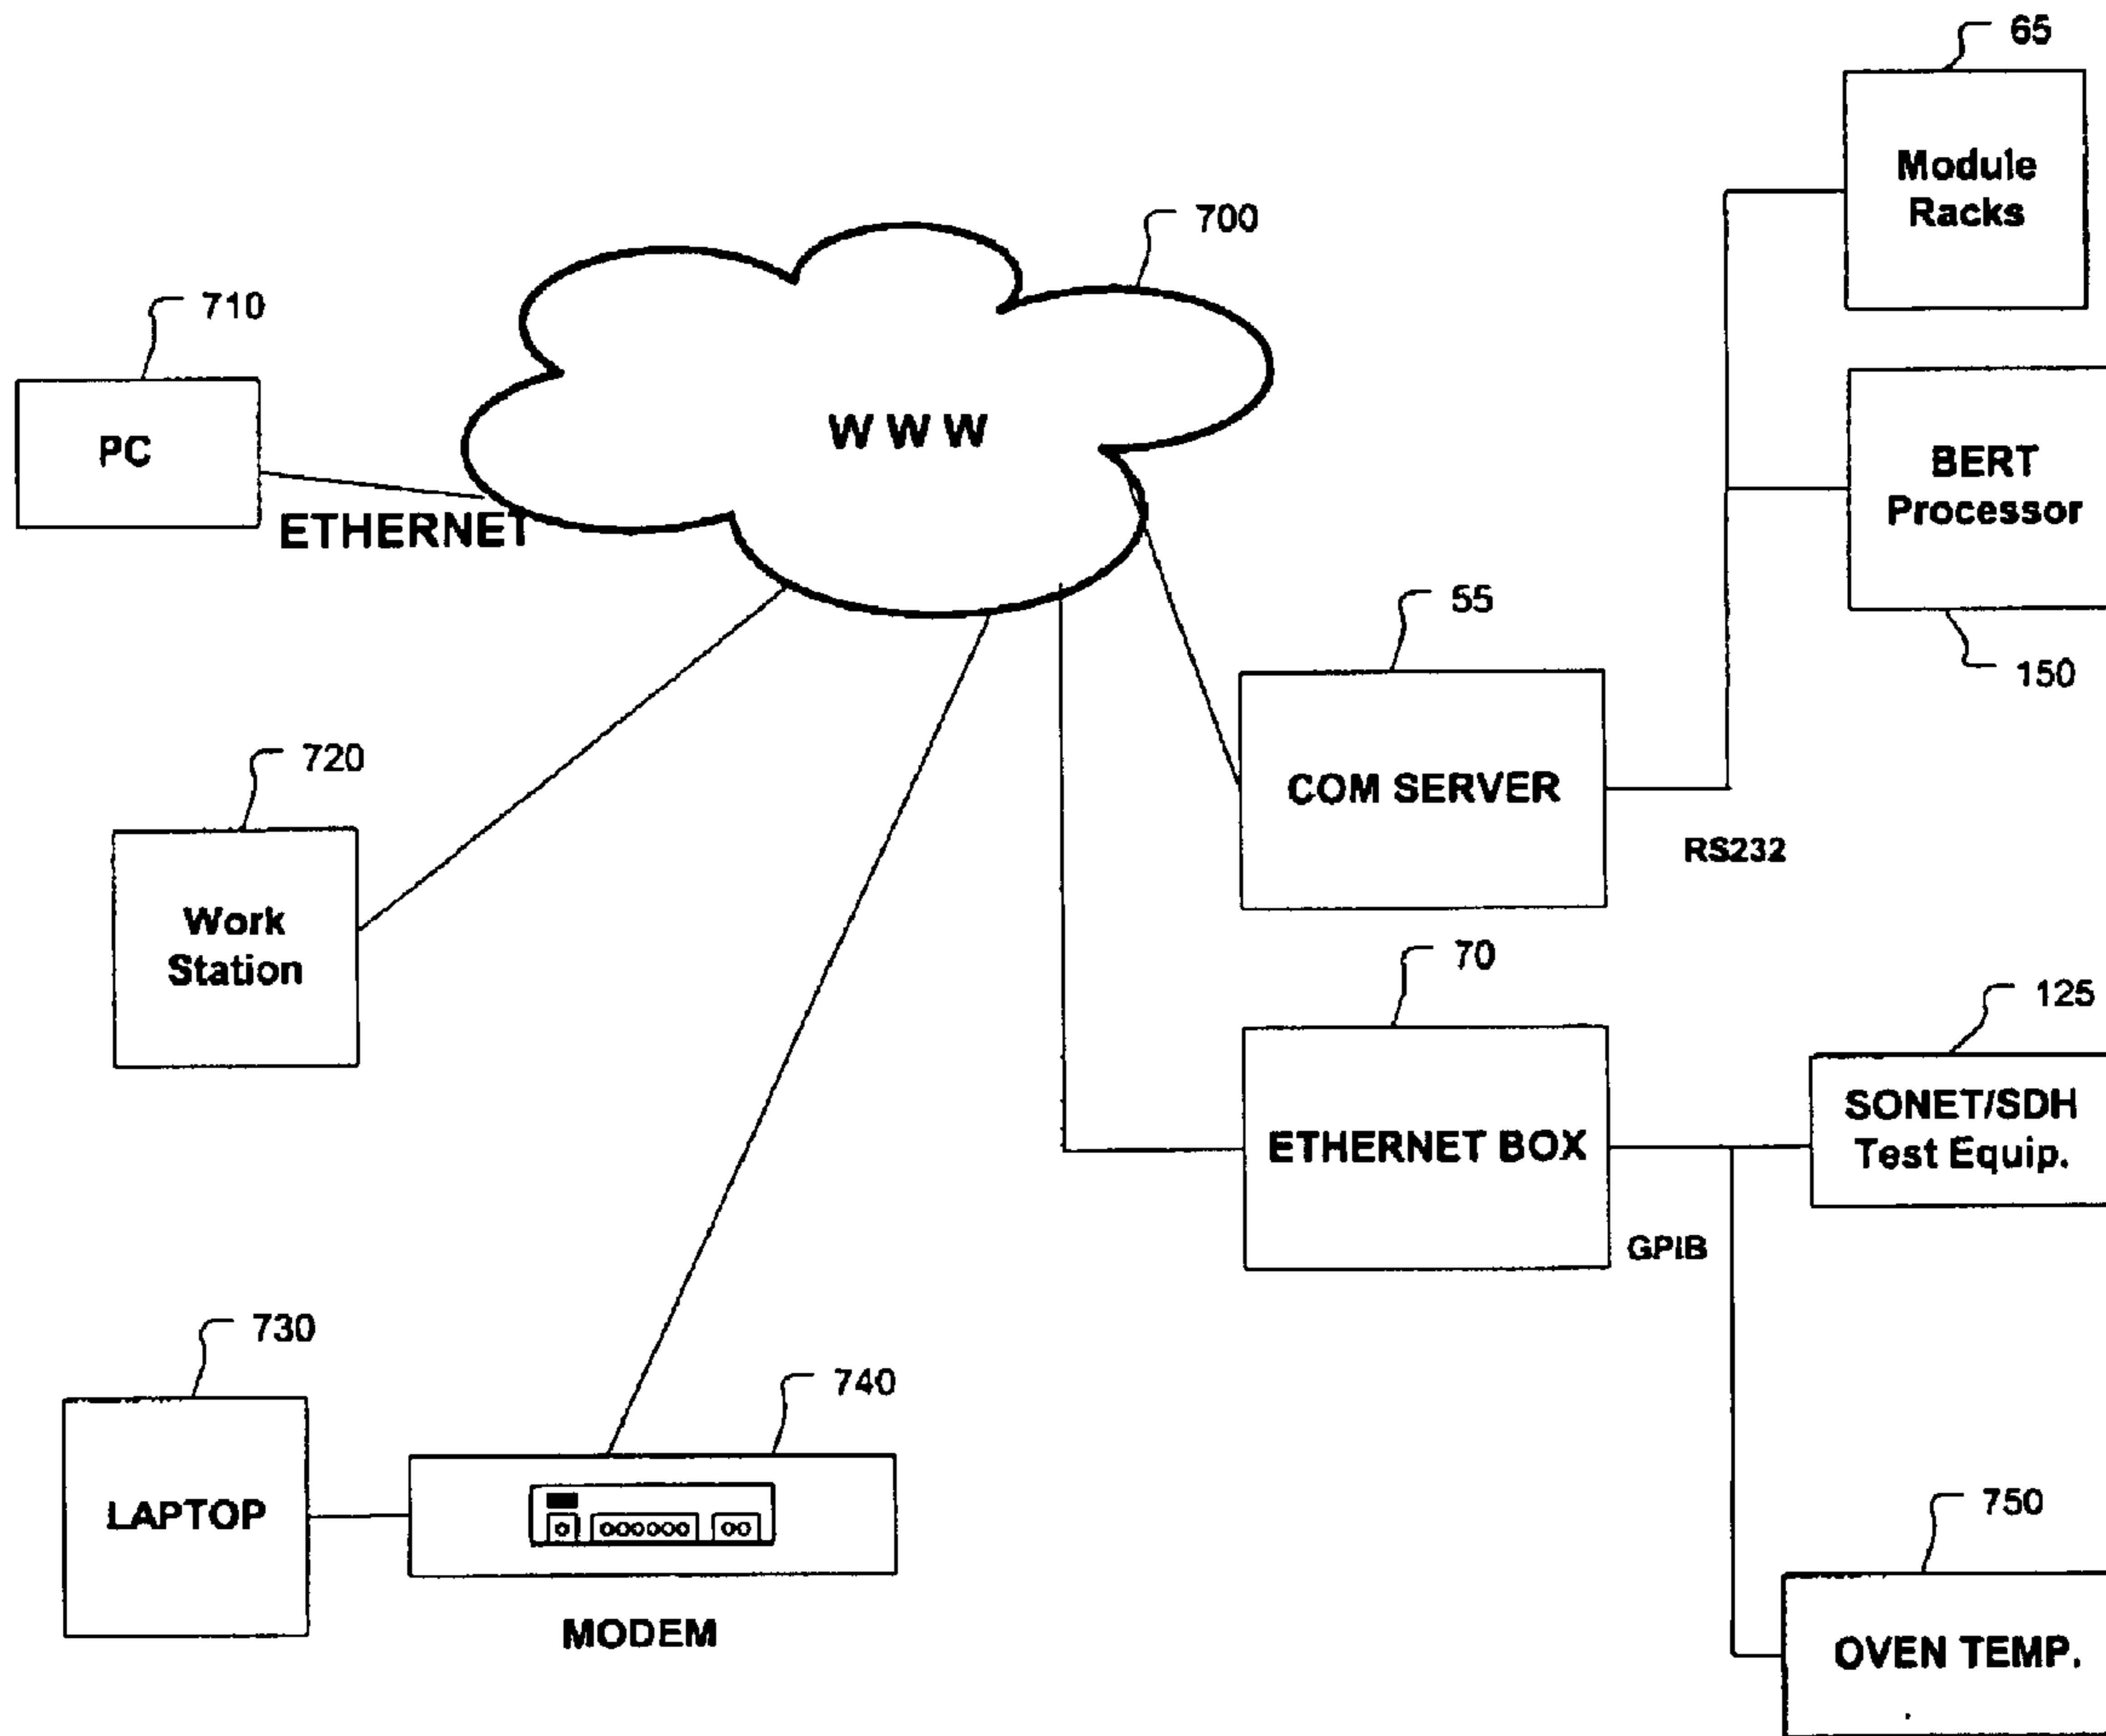 65
Module
Racks
700
710
PC
W W W
ETHERNET
BERT
Processor
150
55
COM SERVER
RS232
720
Work
Station
70
ETHERNET BOX
GPIB
125
SONET/SDH
Test Equip.
730
LAPTOP
740
MODEM
750
OVEN TEMP.